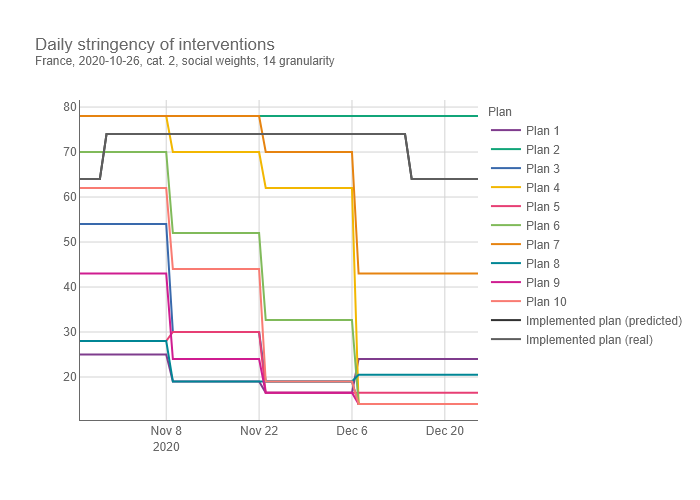 Daily stringency of interventions
France, 2020-10-26, cat. 2, social weights, 14 granularity
80
70
60
50
40
30
20
Nov 8
2020
Nov 22
Dec 6
Dec 20
Plan
Plan 1
Plan 2
Plan 3
Plan 4
Plan 5
Plan 6
Plan 7
Plan 8
Plan 9
Plan 10
Implemented plan (predicted)
Implemented plan (real)